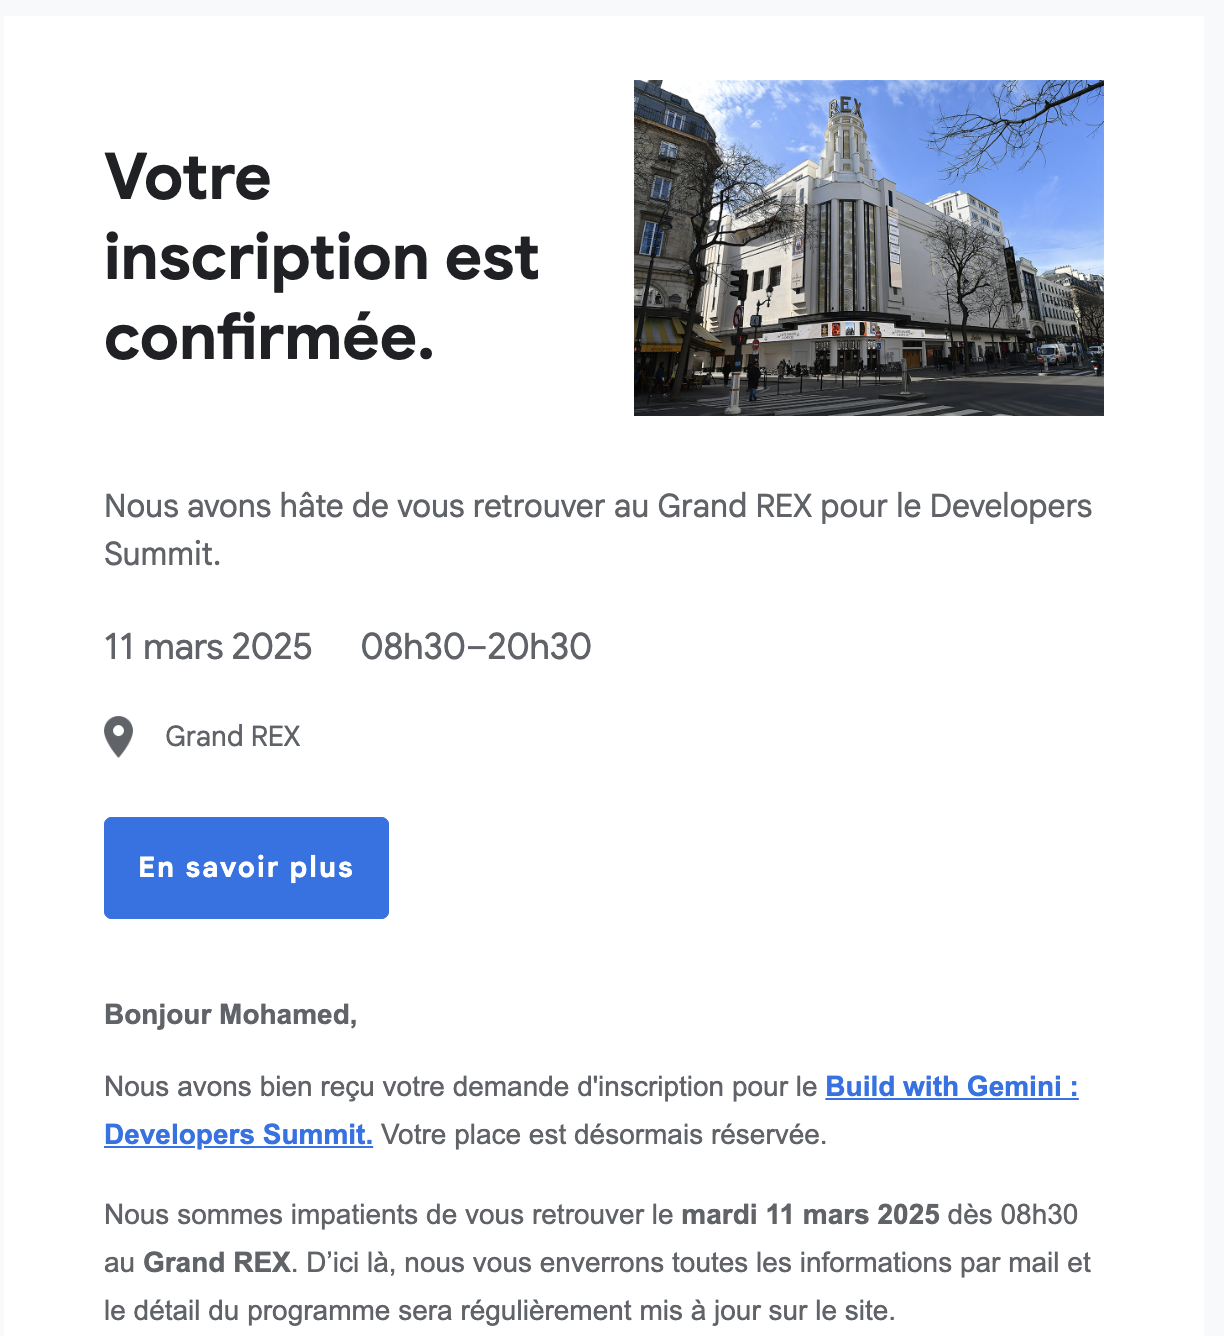 REX
Votre
inscription est
confirmée.
Nous avons hâte de vous retrouver au Grand REX pour le Developers
Summit.
11 mars 2025 08h30–20h30
Grand REX
En savoir plus
Bonjour Mohamed,
Nous avons bien reçu votre demande d'inscription pour le Build with Gemini :
Developers Summit. Votre place est désormais réservée.
Nous sommes impatients de vous retrouver le mardi 11 mars 2025 dès 08h30
au Grand REX. D’ici là, nous vous enverrons toutes les informations par mail et
le détail du programme sera régulièrement mis à jour sur le site.